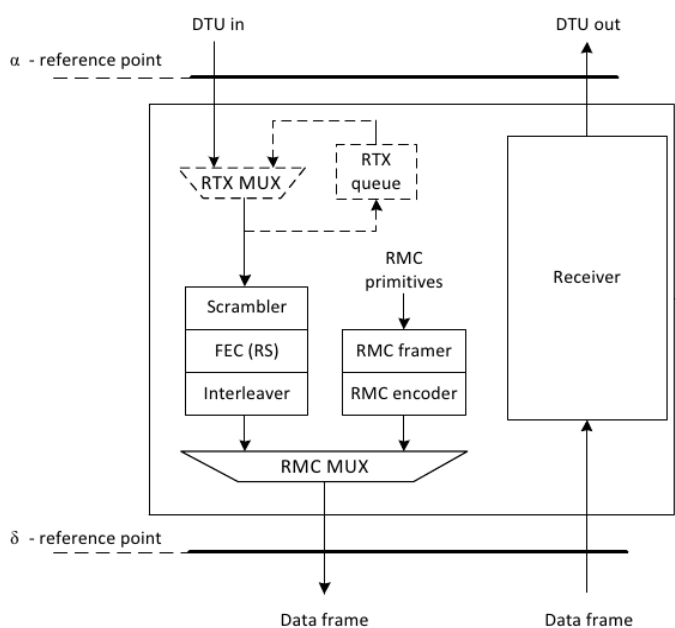 DTU in
DTU out
α - reference point
RTX MUX
RTX
queue
RMC
primitives
Receiver
Scrambler
FEC (RS)
RMC framer
Interleaver
RMC encoder
RMC MUX
δ - reference point
Data frame
Data frame